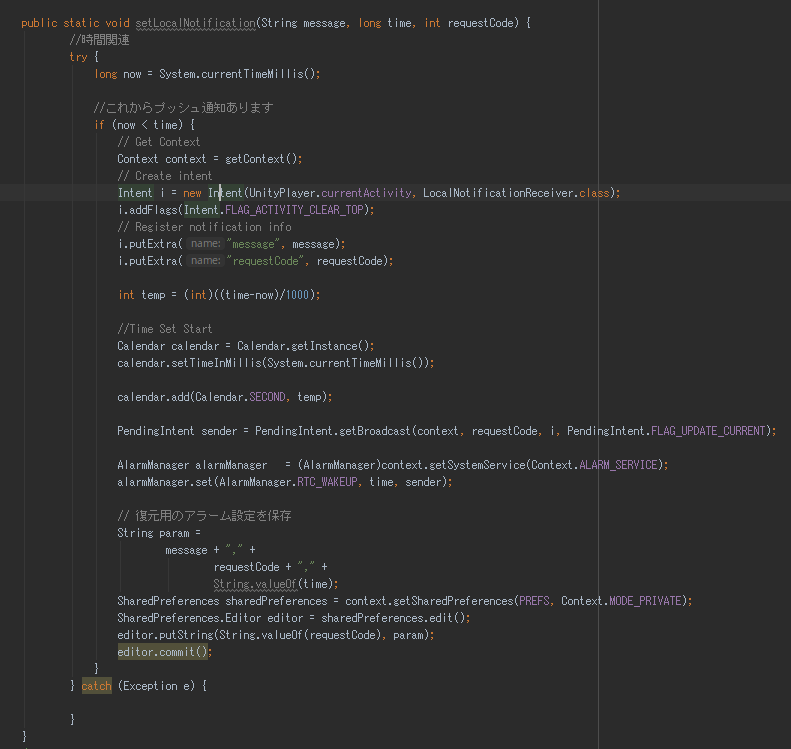 public static void setLocalNotification(String message, long time, int requestCode) {
//時間関連
try {
long now = System.currentTimeMillis();
//これからプッシュ通知あります
if (now < time) {
// Get Context
Context context = getContext();
// Create intent
Intent i = new Intent(UnityPlayer.currentActivity, LocalNotificationReceiver.class);
i.addFlags(Intent.FLAG_ACTIVITY_CLEAR_TOP);
// Register notification info
i.putExtra( name: "message", message);
i.putExtra( name: "requestCode", requestCode);
int temp = (int)((time-now)/1000);
//Time Set Start
Calendar calendar = Calendar.getInstance();
calendar.setTimeInMillis(System.currentTimeMillis());
calendar.add(Calendar.SECOND, temp);
PendingIntent sender = PendingIntent.getBroadcast(context, requestCode, i, PendingIntent.FLAG_UPDATE_CURRENT);
AlarmManager alarmManager = (AlarmManager)context.getSystemService(Context.ALARM_SERVICE);
alarmManager.set(AlarmManager.RTC_WAKEUP, time, sender);
// 復元用のアラーム設定を保存
String param =
message + "," +
requestCode + "," +
String.valueOf(time);
SharedPreferences sharedPreferences = context.getSharedPreferences(PREFS, Context.MODE_PRIVATE);
SharedPreferences.Editor editor = sharedPreferences.edit();
editor.putString(String.valueOf(requestCode), param);
editor.commit();
}
} catch (Exception e) {
}
}